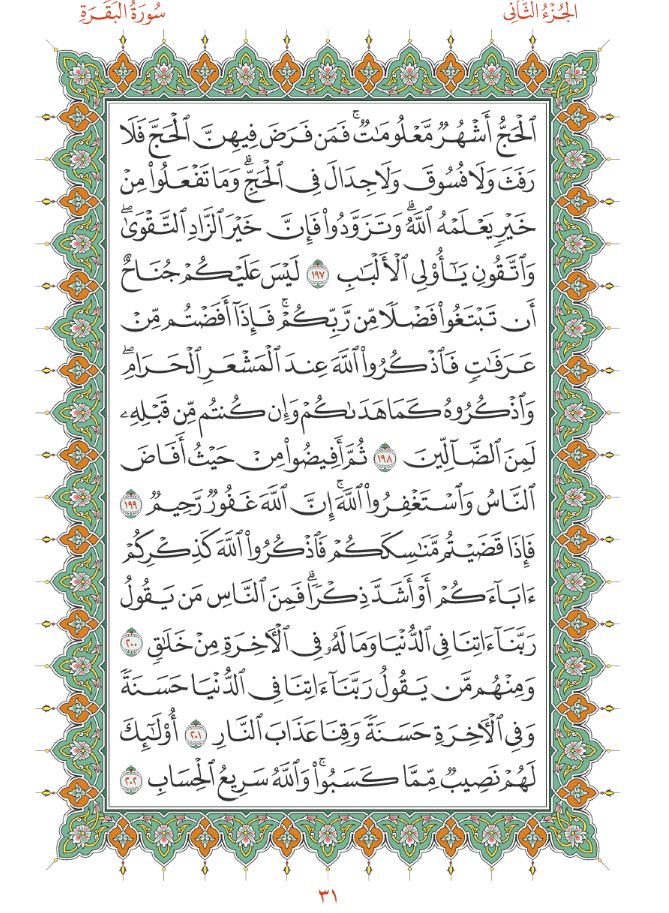 الجُزْءُ الثَّانِي
سُورَةُ البَقَرَةِ
ٱلْحَجُّ أَشْهُرٌ مَّعْلُومَٰتٌ ۚ فَمَن فَرَضَ فِيهِنَّ ٱلْحَجَّ فَلَا
رَفَثَ وَلَا فُسُوقَ وَلَا جِدَالَ فِى ٱلْحَجِّ ۗ وَمَا تَفْعَلُوا۟ مِنْ
خَيْرٍ يَعْلَمْهُ ٱللَّهُ ۗ وَتَزَوَّدُوا۟ فَإِنَّ خَيْرَ ٱلزَّادِ ٱلتَّقْوَىٰ ۖ
وَٱتَّقُونِ يَٰٓأُو۟لِى ٱلْأَلْبَٰبِ ١٩٧ لَيْسَ عَلَيْكُمْ جُنَاحٌ
أَن تَبْتَغُوا۟ فَضْلًا مِّن رَّبِّكُمْ ۚ فَإِذَآ أَفَضْتُم مِّنْ
عَرَفَٰتٍ فَٱذْكُرُوا۟ ٱللَّهَ عِندَ ٱلْمَشْعَرِ ٱلْحَرَامِ ۖ
وَٱذْكُرُوهُ كَمَا هَدَىٰكُمْ وَإِن كُنتُم مِّن قَبْلِهِۦ
لَمِنَ ٱلضَّآلِّينَ ١٩٨ ثُمَّ أَفِيضُوا۟ مِنْ حَيْثُ أَفَاضَ
ٱلنَّاسُ وَٱسْتَغْفِرُوا۟ ٱللَّهَ ۚ إِنَّ ٱللَّهَ غَفُورٌ رَّحِيمٌ ١٩٩
فَإِذَا قَضَيْتُم مَّنَٰسِكَكُمْ فَٱذْكُرُوا۟ ٱللَّهَ كَذِكْرِكُمْ
ءَابَآءَكُمْ أَوْ أَشَدَّ ذِكْرًا ۗ فَمِنَ ٱلنَّاسِ مَن يَقُولُ
رَبَّنَآ ءَاتِنَا فِى ٱلدُّنْيَا وَمَا لَهُۥ فِى ٱلْءَاخِرَةِ مِنْ خَلَٰقٍ ٢٠٠
وَمِنْهُم مَّن يَقُولُ رَبَّنَآ ءَاتِنَا فِى ٱلدُّنْيَا حَسَنَةً
وَفِى ٱلْءَاخِرَةِ حَسَنَةً وَقِنَا عَذَابَ ٱلنَّارِ ٢٠١ أُو۟لَٰٓئِكَ
لَهُمْ نَصِيبٌ مِّمَّا كَسَبُوا۟ ۚ وَٱللَّهُ سَرِيعُ ٱلْحِسَابِ ٢٠٢
٣١